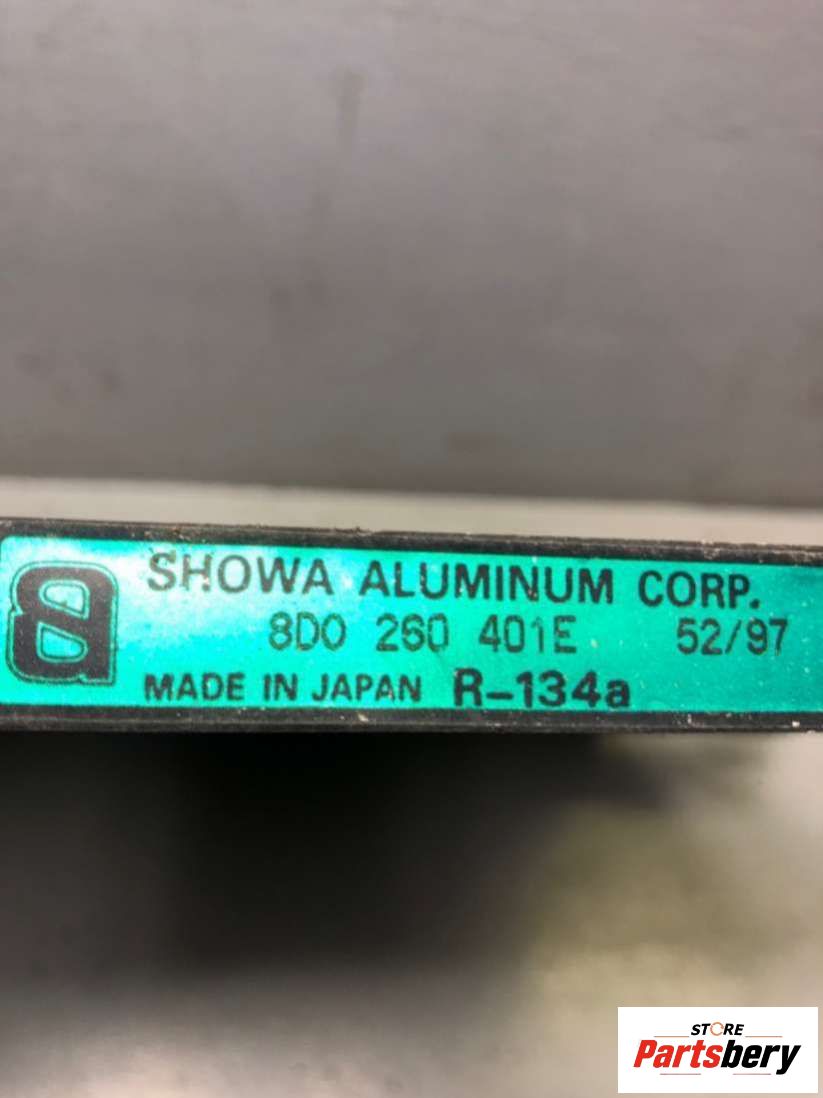 SHOWA ALUMINUM CORP.
8D0 260 401E 52/97
MADE IN JAPAN R-134a
STORE
Partsbery